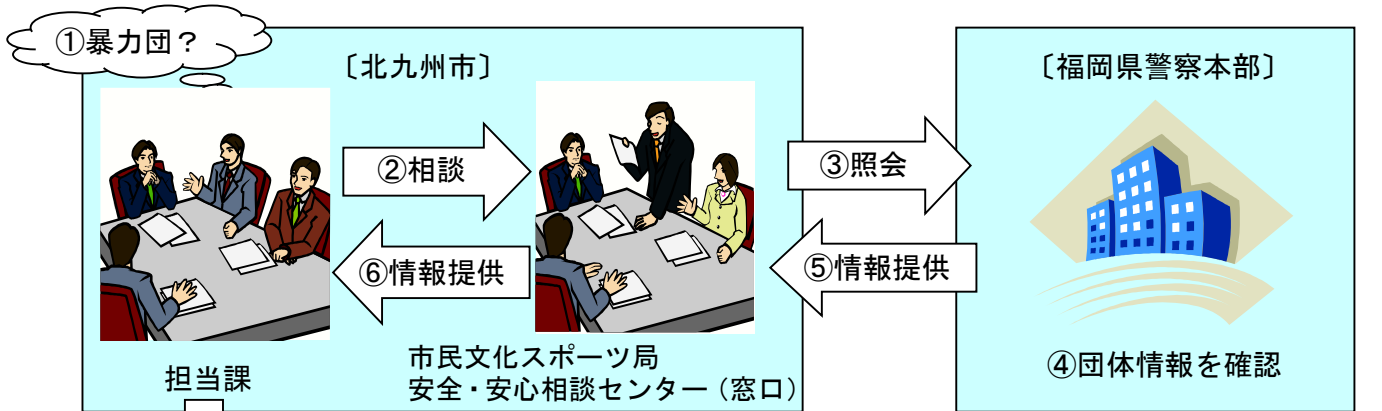 ①暴力団？
〔北九州市〕
〔福岡県警察本部〕
②相談
③照会
⑥情報提供
⑤情報提供
担当課
市民文化スポーツ局
安全・安心相談センター（窓口）
④団体情報を確認